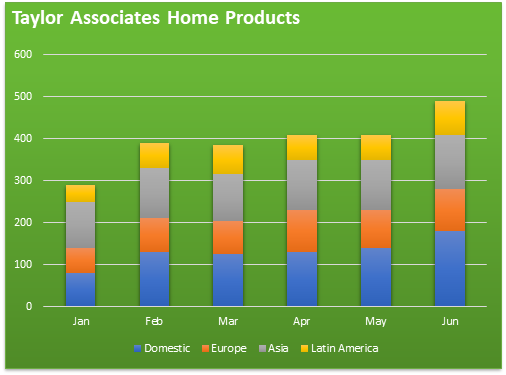 Taylor Associates Home Products
600
500
400
300
200
100
0
Jan Feb Mar Apr May Jun
Domestic Europe Asia Latin America